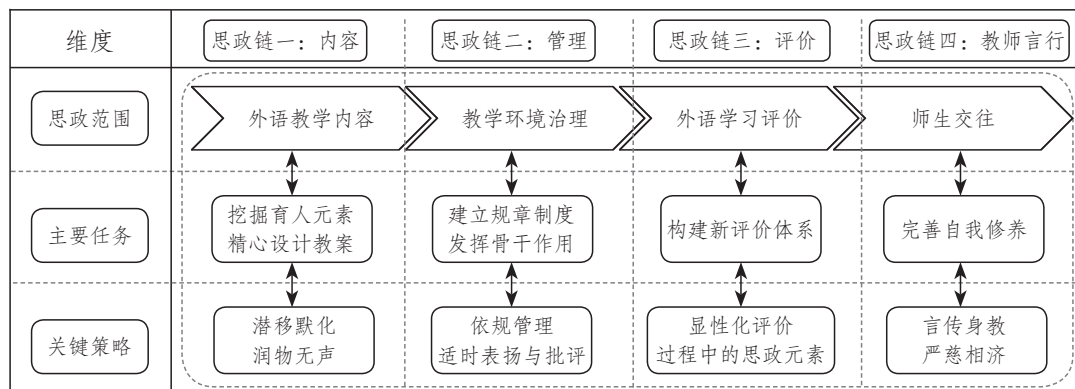 维度
思政链一：内容
思政链二：管理
思政链三：评价
思政链四：教师言行
思政范围
外语教学内容
教学环境治理
外语学习评价
师生交往
主要任务
挖掘育人元素
精心设计教案
建立规章制度
发挥骨干作用
构建新评价体系
完善自我修养
关键策略
潜移默化
润物无声
依规管理
适时表扬与批评
显性化评价
过程中的思政元素
言传身教
严慈相济